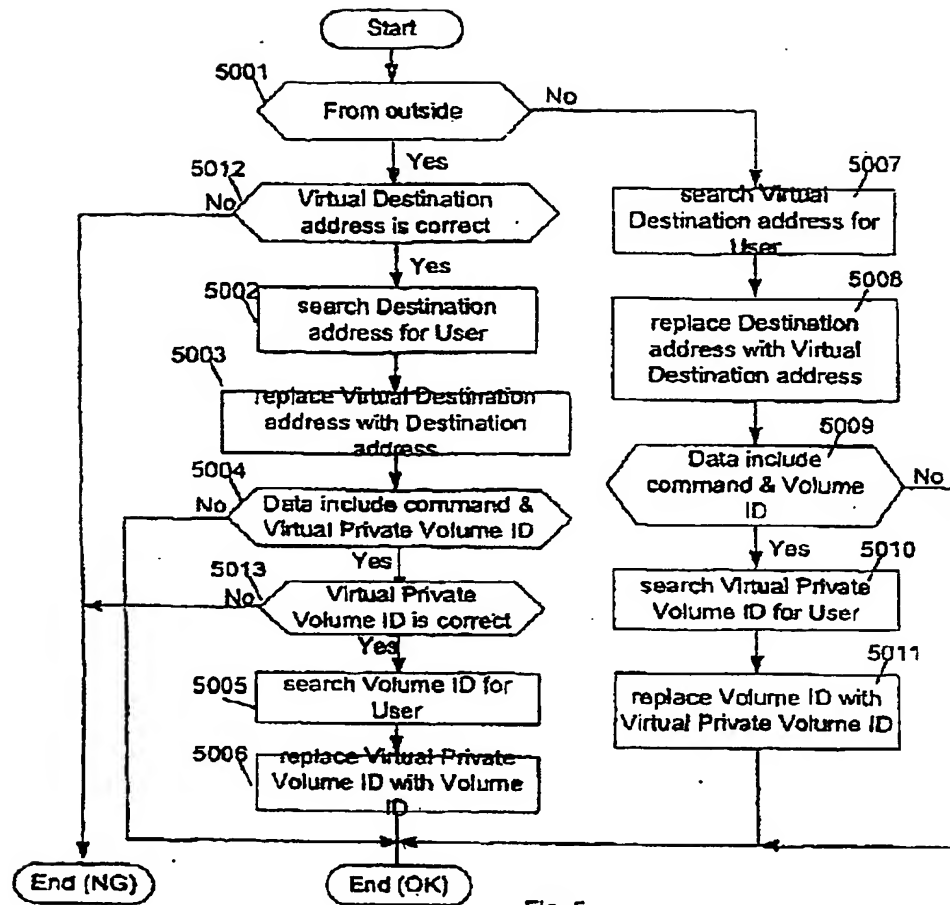 Start
5001
From outside
No
Yes
5012
No
Virtual Destination
address is correct
Yes
5002
search Destination
address for User
5003
replace Virtual Destination
address with Destination
address
5004
No
Data include command &
Virtual Private Volume ID
Yes
5013
No
Virtual Private
Volume ID is correct
Yes
5005
search Volume ID for
User
5006
replace Virtual Private
Volume ID with Volume
ID
5007
search Virtual
Destination address for
User
5008
replace Destination
address with Virtual
Destination address
5009
Data include
command & Volume
ID
No
Yes
5010
search Virtual Private
Volume ID for User
5011
replace Volume ID with
Virtual Private Volume ID
End (NG)
End (OK)